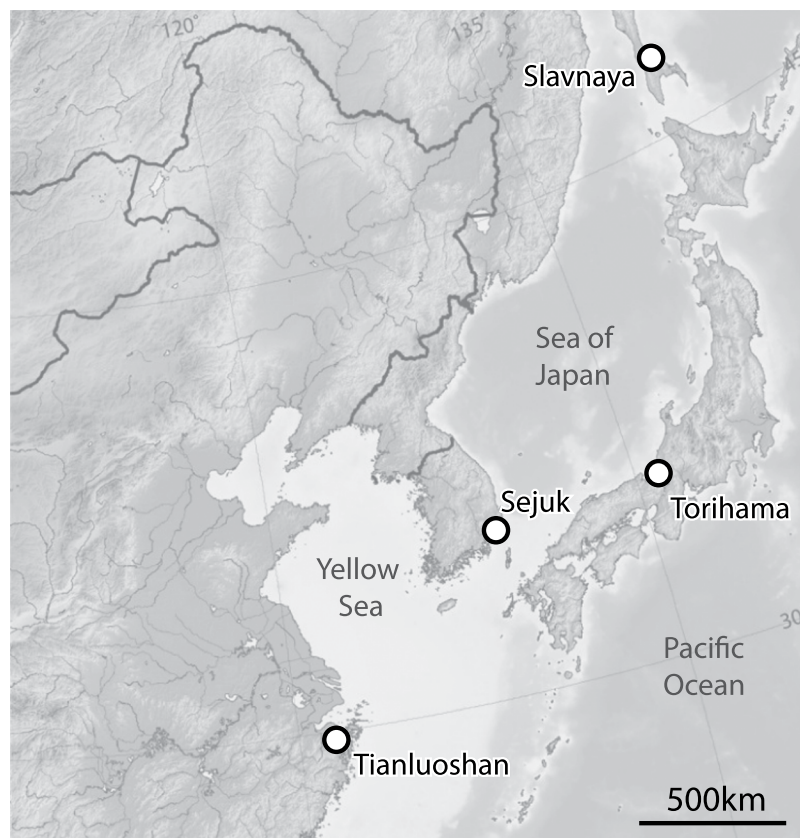 120°
135°
Slavnaya
Sea of
Japan
Sejuk
Torihama
Yellow
Sea
30
Pacific
Ocean
Tianluoshan
500km